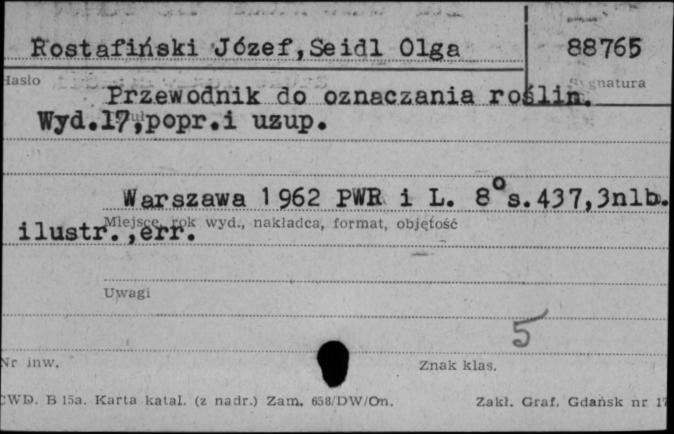 Rostafiński Józef,Seidl Olga 88765
Hasło Sygnatura
Przewodnik do oznaczania roślin.
Wyd.17,popr.i uzup.
Warszawa 1962 PWR i L. 8° s.437,3nlb.
Miejsce, rok wyd., nakładca, format, objętość
ilustr.,err.
Uwagi
5
Nr inw. Znak klas.
CWD. B 15a. Karta katal. (z nadr.) Zam. 658/DW/On. Zakł. Graf. Gdańsk nr 1